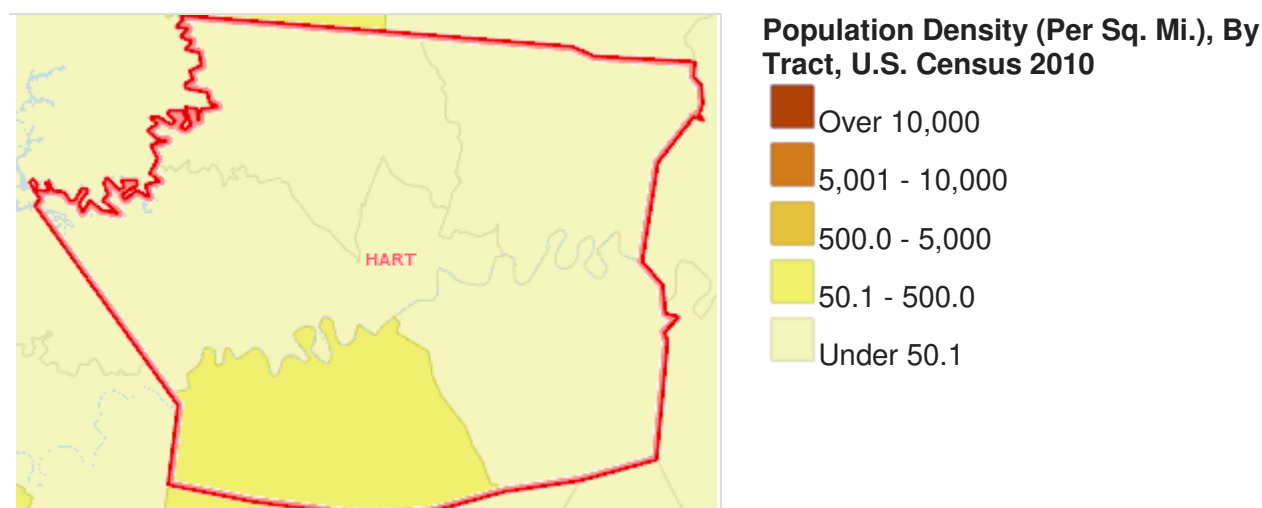 Population Density (Per Sq. Mi.), By
Tract, U.S. Census 2010
Over 10,000
5,001 - 10,000
500.0 - 5,000
50.1 - 500.0
Under 50.1
HART